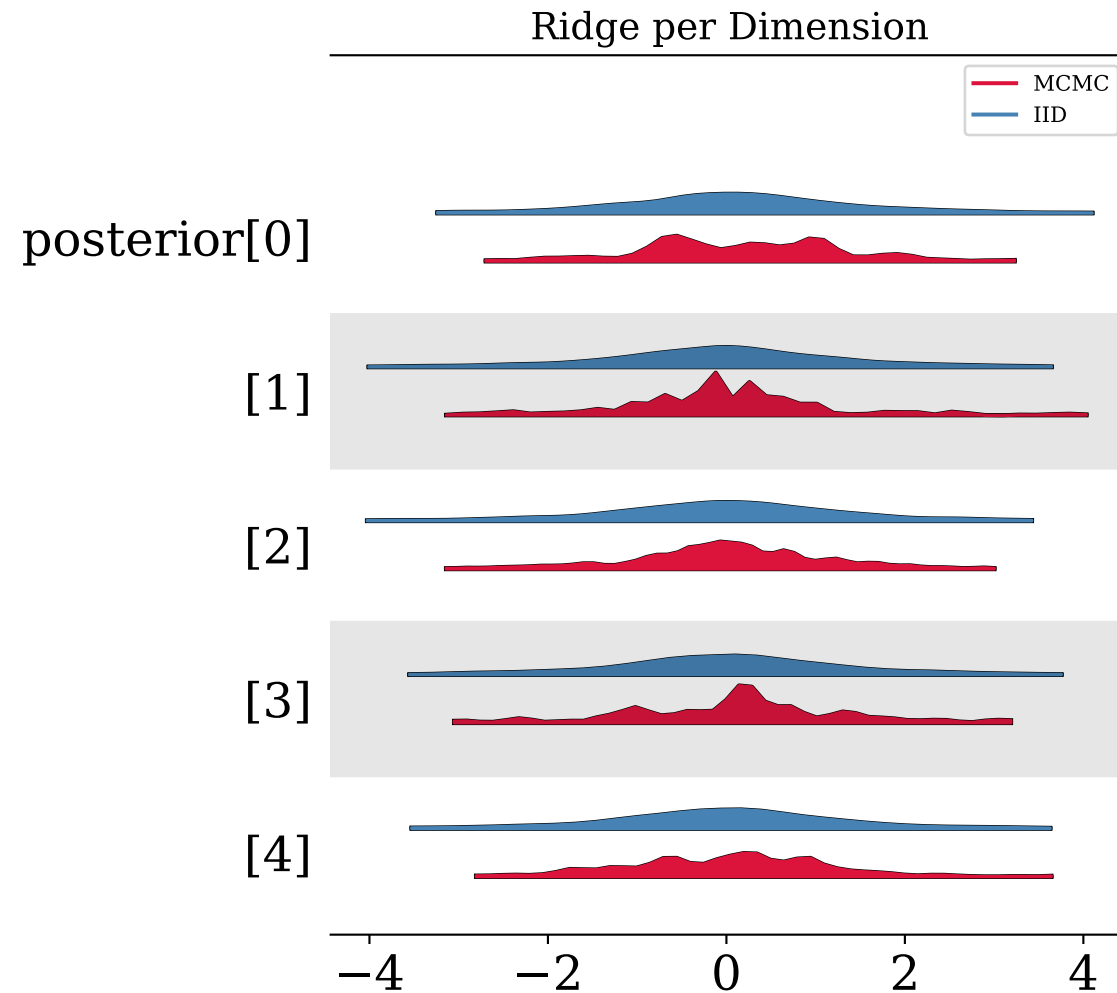 Ridge per Dimension
MCMC
IID
posterior[0]
[1]
[2]
[3]
[4]
−4 −2 0 2 4